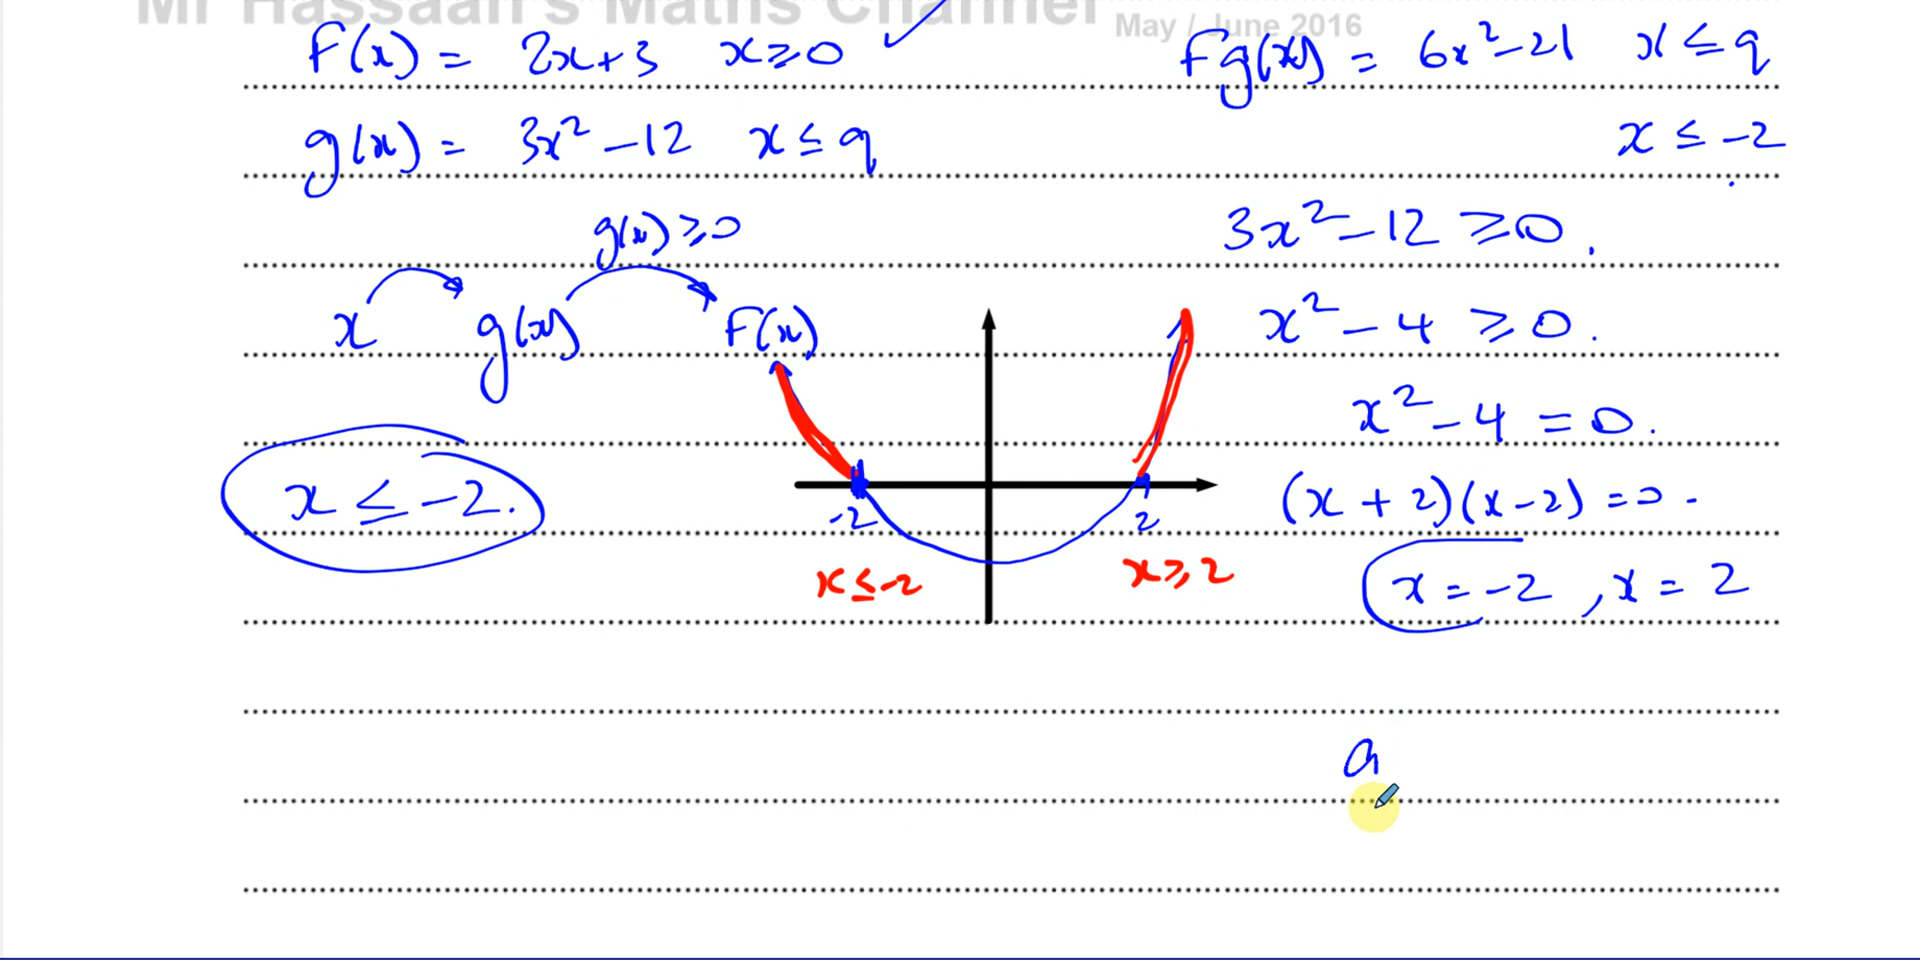 Mr Hassaan's Maths Channel
May / June 2016
F(x) = 2x+3 x≥0
Fg(x) = 6x²-21 x ≤ q
g(x) = 3x²-12 x ≤ q
x ≤ -2
g(x) ≥ 0
3x²-12 ≥ 0.
x g(x) F(x)
x²-4 ≥ 0.
x²-4 = 0.
x ≤ -2.
-2 2
(x+2)(x-2) = 0.
x ≤ -2
x ≥ 2
x = -2, x = 2
a